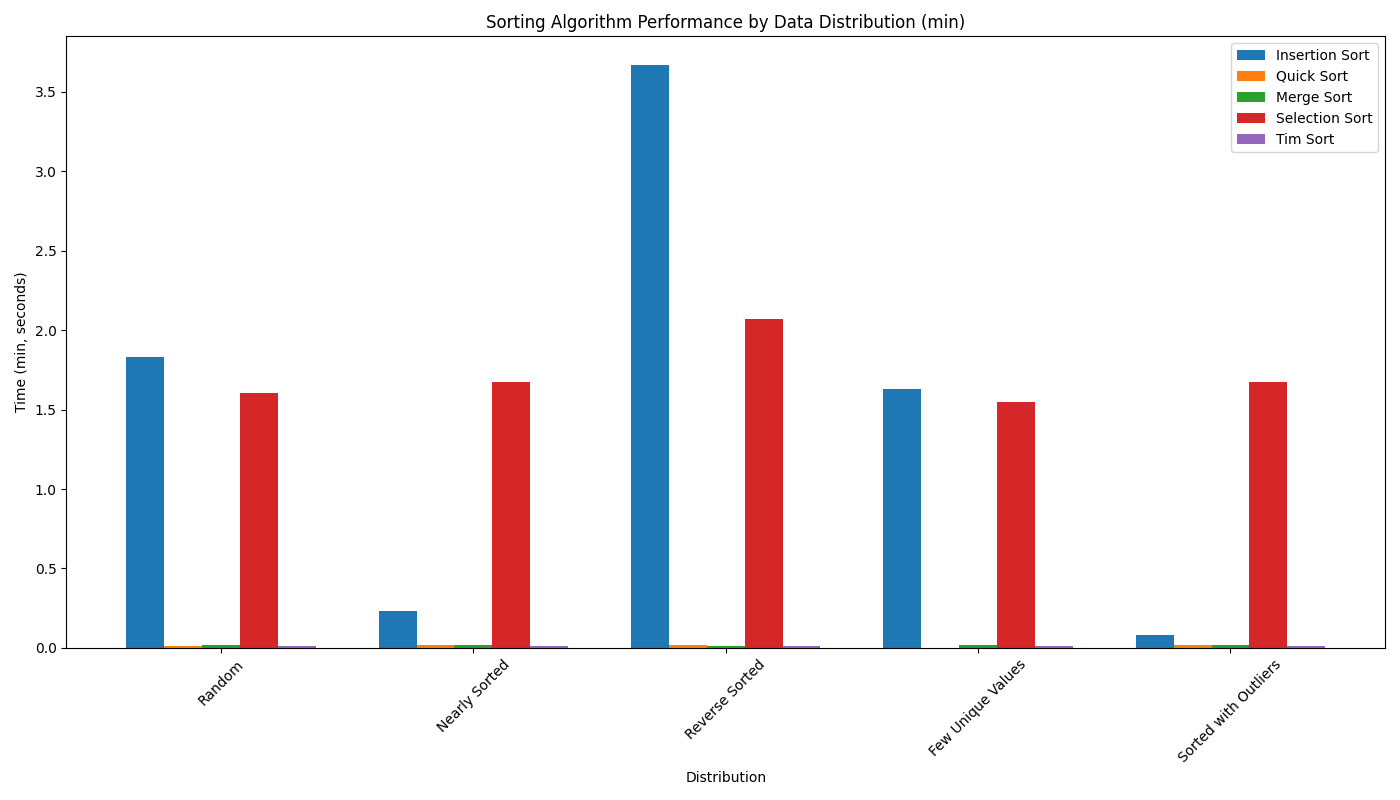 Sorting Algorithm Performance by Data Distribution (min)
Insertion Sort
Quick Sort
Merge Sort
Selection Sort
Tim Sort
Time (min, seconds)
3.5
3.0
2.5
2.0
1.5
1.0
0.5
0.0
Random
Nearly Sorted
Reverse Sorted
Few Unique Values
Sorted with Outliers
Distribution